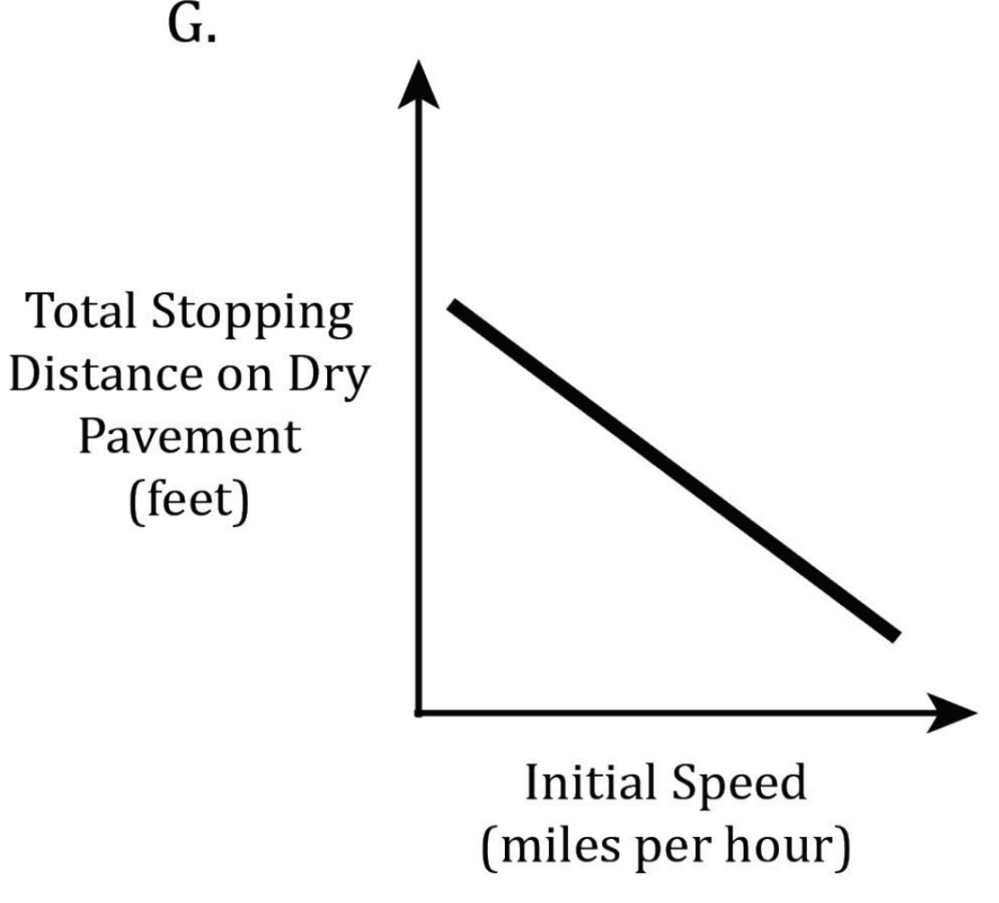 G.
Total Stopping
Distance on Dry
Pavement
(feet)
Initial Speed
(miles per hour)